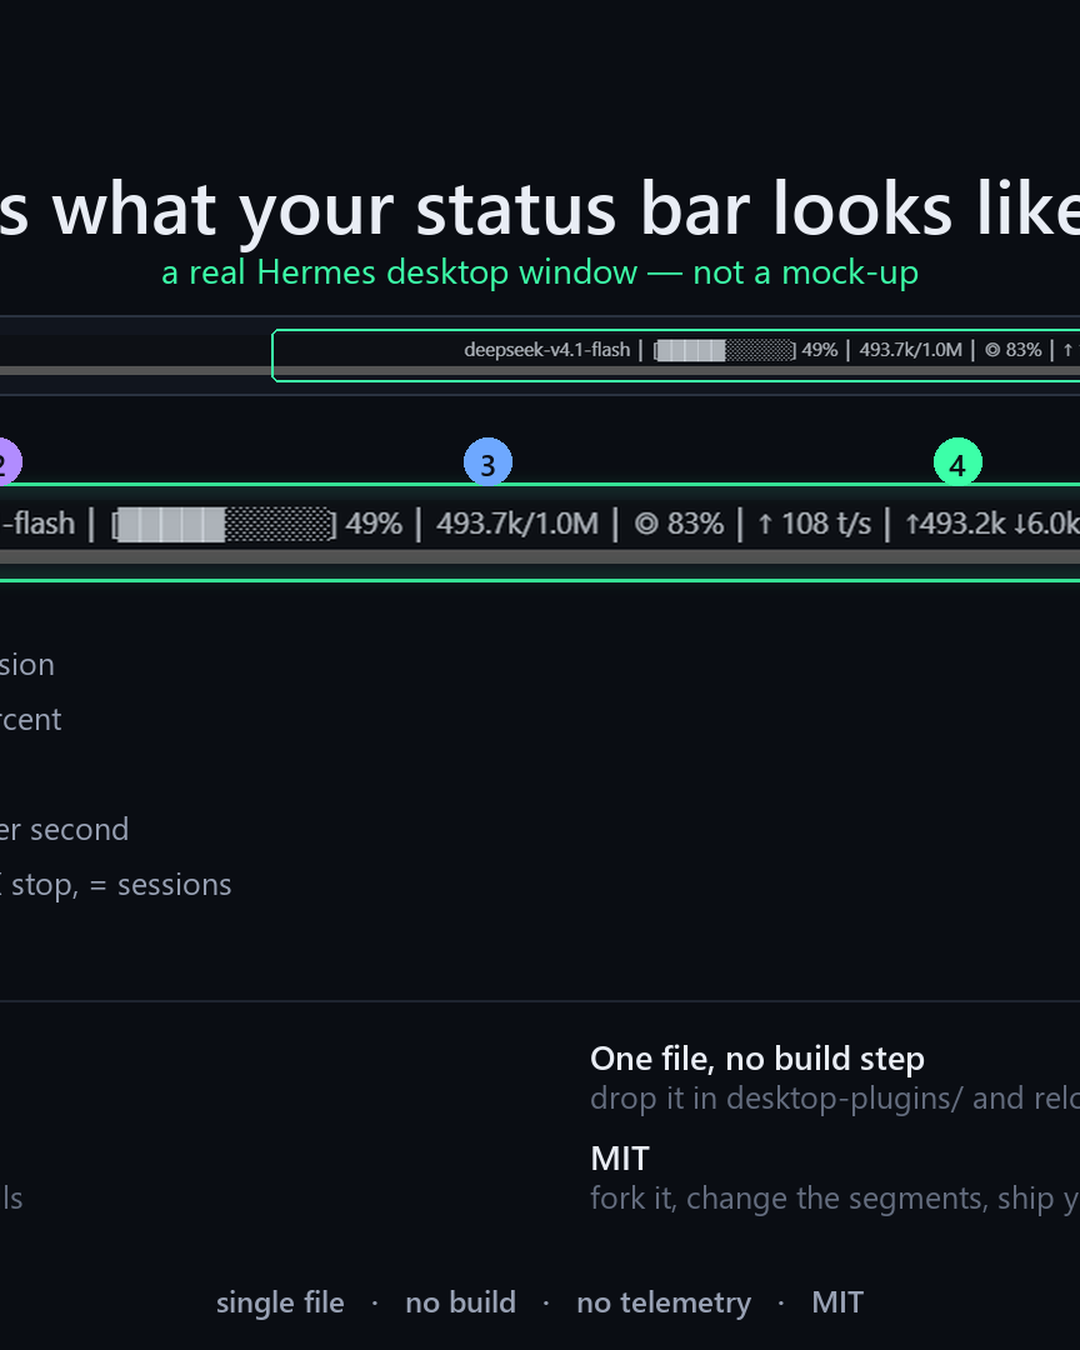 s what your status bar looks like
a real Hermes desktop window — not a mock-up
deepseek-v4.1-flash | [█████░░░░░] 49% | 493.7k/1.0M | ◎ 83% | ↑
2 3 4
-flash | [█████░░░░░] 49% | 493.7k/1.0M | ◎ 83% | ↑ 108 t/s | ↑493.2k ↓6.0k
sion
rcent
er second
stop, = sessions
One file, no build step
drop it in desktop-plugins/ and relo
MIT
ls
fork it, change the segments, ship y
single file · no build · no telemetry · MIT